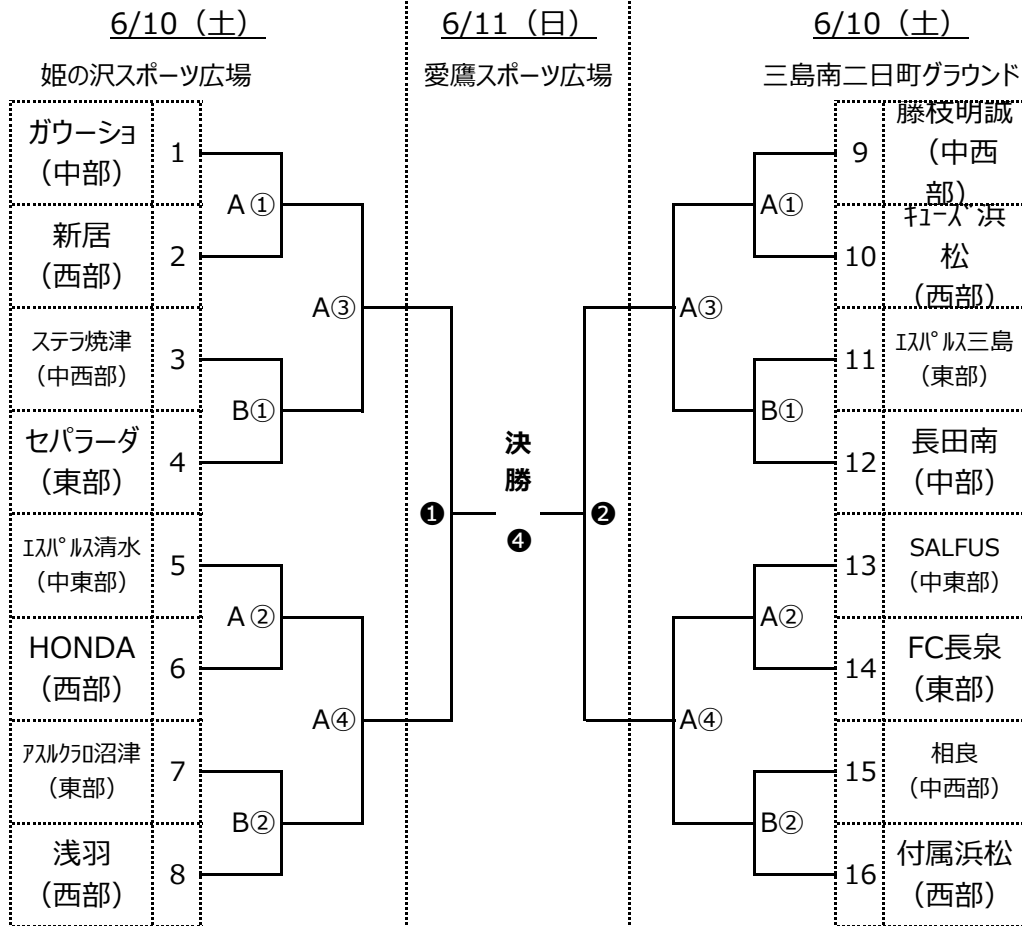 6/10（土）
姫の沢スポーツ広場
6/11（日）
愛鷹スポーツ広場
6/10（土）
三島南二日町グラウンド
ガウーショ
（中部）
1
新居
（西部）
2
ステラ焼津
（中西部）
3
セパラーダ
（東部）
4
ｴｽﾊﾟﾙｽ清水
（中東部）
5
HONDA
（西部）
6
ｱｽﾙｸﾗﾛ沼津
（東部）
7
浅羽
（西部）
8
A①
B①
A②
B②
A③
A④
❶
決
勝
❹
❷
A③
A④
A①
B①
A②
B②
9
藤枝明誠
（中西
部）
10
ｷｭｰｽﾞ浜
松
（西部）
11
ｴｽﾊﾟﾙｽ三島
（東部）
12
長田南
（中部）
13
SALFUS
（中東部）
14
FC長泉
（東部）
15
相良
（中西部）
16
付属浜松
（西部）